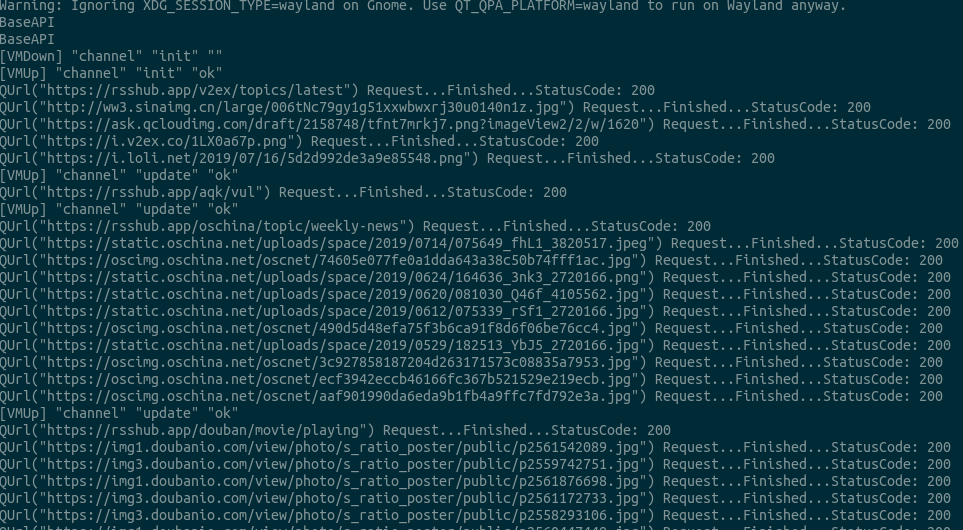 Warning: Ignoring XDG_SESSION_TYPE=wayland on Gnome. Use QT_QPA_PLATFORM=wayland to run on Wayland anyway.
BaseAPI
BaseAPI
[VMDown] "channel" "init" ""
[VMUp] "channel" "init" "ok"
QUrl("https://rsshub.app/v2ex/topics/latest") Request...Finished...StatusCode: 200
QUrl("http://ww3.sinaimg.cn/large/006tNc79gy1g51xxwbwxrj30u0140n1z.jpg") Request...Finished...StatusCode: 200
QUrl("https://ask.qcloudimg.com/draft/2158748/tfnt7mrkj7.png?imageView2/2/w/1620") Request...Finished...StatusCode: 200
QUrl("https://i.v2ex.co/1LX0a67p.png") Request...Finished...StatusCode: 200
QUrl("https://i.loli.net/2019/07/16/5d2d992de3a9e85548.png") Request...Finished...StatusCode: 200
[VMUp] "channel" "update" "ok"
QUrl("https://rsshub.app/aqk/vul") Request...Finished...StatusCode: 200
[VMUp] "channel" "update" "ok"
QUrl("https://rsshub.app/oschina/topic/weekly-news") Request...Finished...StatusCode: 200
QUrl("https://static.oschina.net/uploads/space/2019/0714/075649_fhL1_3820517.jpeg") Request...Finished...StatusCode: 200
QUrl("https://oscimg.oschina.net/oscnet/74605e077fe0a1dda643a38c50b74fff1ac.jpg") Request...Finished...StatusCode: 200
QUrl("https://static.oschina.net/uploads/space/2019/0624/164636_3nk3_2720166.png") Request...Finished...StatusCode: 200
QUrl("https://static.oschina.net/uploads/space/2019/0620/081030_Q46f_4105562.jpg") Request...Finished...StatusCode: 200
QUrl("https://static.oschina.net/uploads/space/2019/0612/075339_rSf1_2720166.jpg") Request...Finished...StatusCode: 200
QUrl("https://oscimg.oschina.net/oscnet/490d5d48efa75f3b6ca91f8d6f06be76cc4.jpg") Request...Finished...StatusCode: 200
QUrl("https://static.oschina.net/uploads/space/2019/0529/182513_YbJ5_2720166.jpg") Request...Finished...StatusCode: 200
QUrl("https://oscimg.oschina.net/oscnet/3c927858187204d263171573c08835a7953.jpg") Request...Finished...StatusCode: 200
QUrl("https://oscimg.oschina.net/oscnet/ecf3942eccb46166fc367b521529e219ecb.jpg") Request...Finished...StatusCode: 200
QUrl("https://oscimg.oschina.net/oscnet/aaf901990da6eda9b1fb4a9ffc7fd792e3a.jpg") Request...Finished...StatusCode: 200
[VMUp] "channel" "update" "ok"
QUrl("https://rsshub.app/douban/movie/playing") Request...Finished...StatusCode: 200
QUrl("https://img1.doubanio.com/view/photo/s_ratio_poster/public/p2561542089.jpg") Request...Finished...StatusCode: 200
QUrl("https://img3.doubanio.com/view/photo/s_ratio_poster/public/p2559742751.jpg") Request...Finished...StatusCode: 200
QUrl("https://img1.doubanio.com/view/photo/s_ratio_poster/public/p2561876698.jpg") Request...Finished...StatusCode: 200
QUrl("https://img3.doubanio.com/view/photo/s_ratio_poster/public/p2561172733.jpg") Request...Finished...StatusCode: 200
QUrl("https://img3.doubanio.com/view/photo/s_ratio_poster/public/p2558293106.jpg") Request...Finished...StatusCode: 200